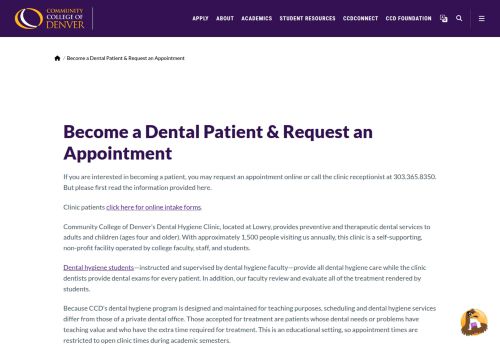 COMMUNITY
COLLEGE OF
DENVER
APPLY ABOUT ACADEMICS STUDENT RESOURCES CCDCONNECT CCD FOUNDATION
/ Become a Dental Patient & Request an Appointment
Become a Dental Patient & Request an
Appointment
If you are interested in becoming a patient, you may request an appointment online or call the clinic receptionist at 303.365.8350.
But please first read the information provided here.
Clinic patients click here for online intake forms.
Community College of Denver's Dental Hygiene Clinic, located at Lowry, provides preventive and therapeutic dental services to
adults and children (ages four and older). With approximately 1,500 people visiting us annually, this clinic is a self-supporting,
non-profit facility operated by college faculty, staff, and students.
Dental hygiene students—instructed and supervised by dental hygiene faculty—provide all dental hygiene care while the clinic
dentists provide dental exams for every patient. In addition, our faculty review and evaluate all of the treatment rendered by
students.
Because CCD's dental hygiene program is designed and maintained for teaching purposes, scheduling and dental hygiene services
differ from those of a private dental office. Those accepted for treatment are patients whose dental needs or problems have
teaching value and who have the extra time required for treatment. This is an educational setting, so appointment times are
restricted to open clinic times during academic semesters.